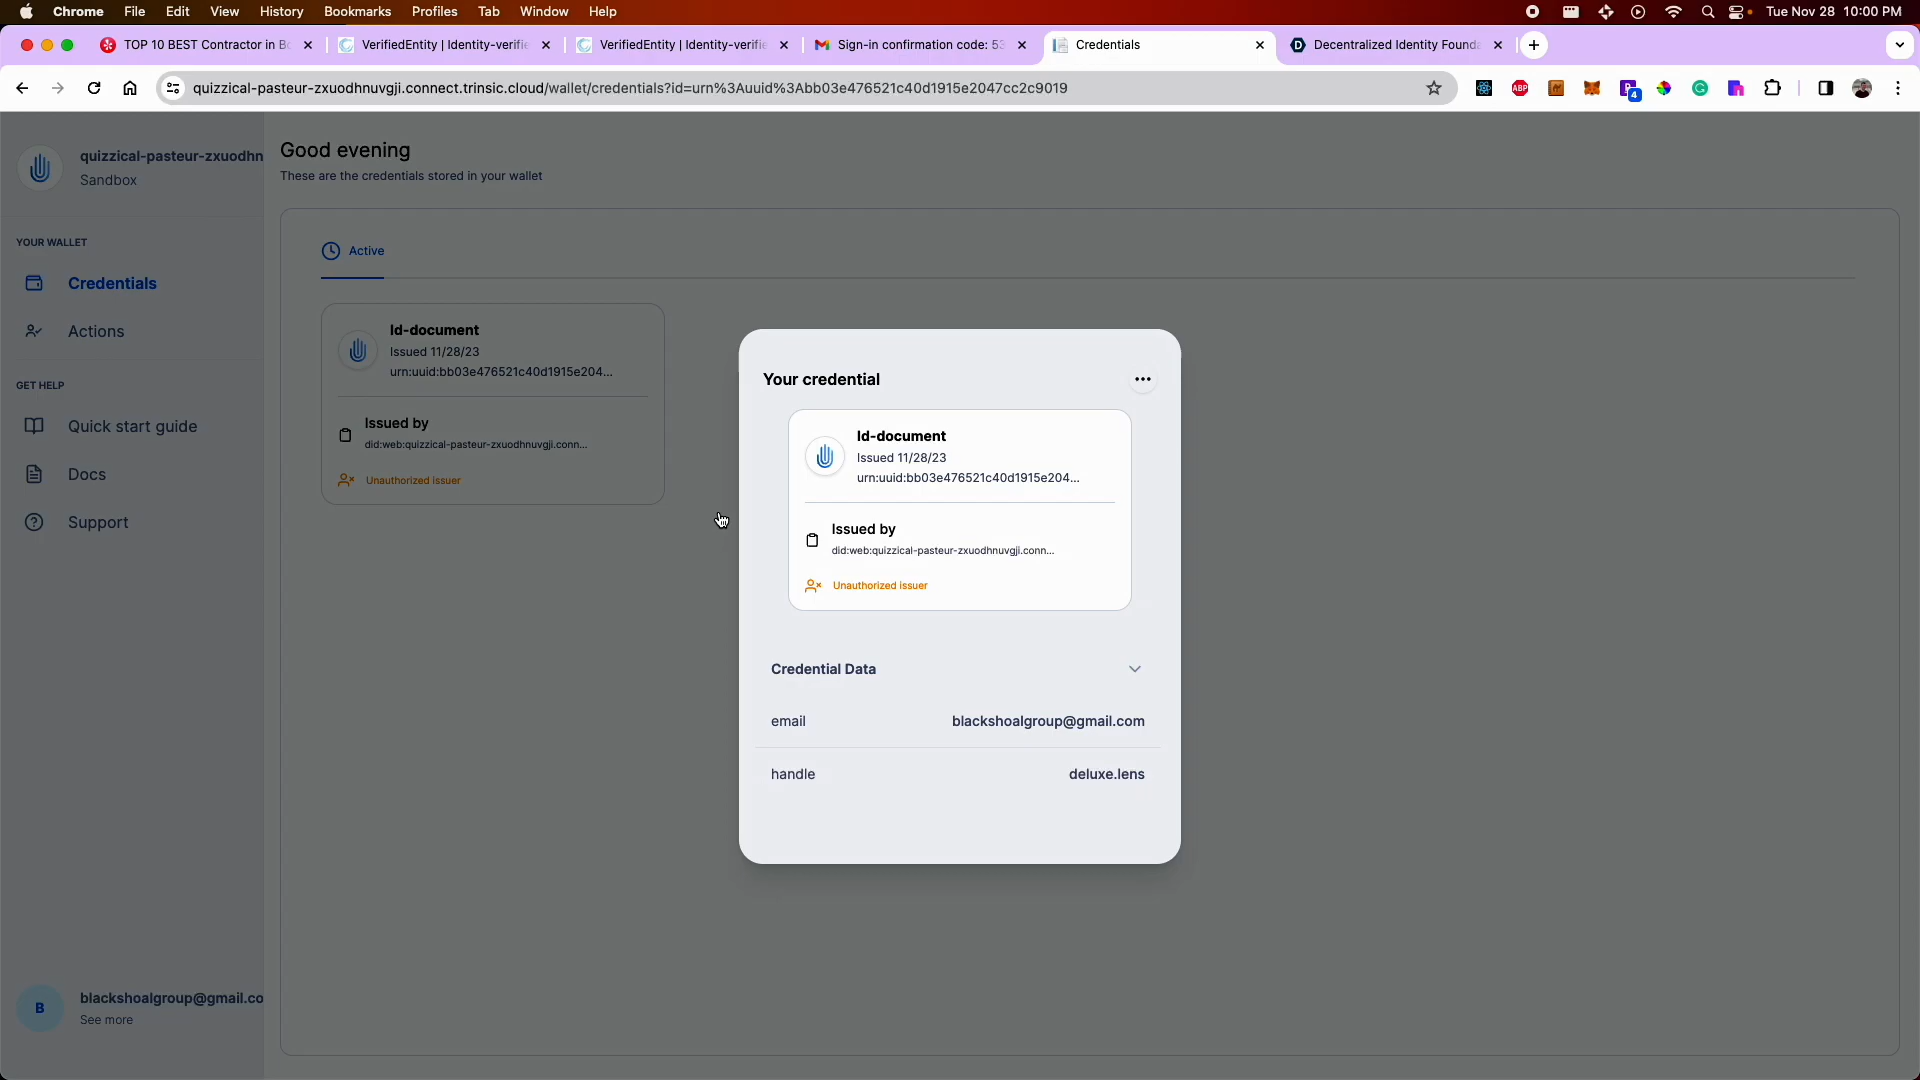 Chrome File Edit View History Bookmarks Profiles Tab Window Help Tue Nov 28 10:00 PM
TOP 10 BEST Contractor in Bo VerifiedEntity | Identity-verifie VerifiedEntity | Identity-verifie Sign-in confirmation code: 53 Credentials Decentralized Identity Founda
quizzical-pasteur-zxuodhnuvgji.connect.trinsic.cloud/wallet/credentials?id=urn%3Auuid%3Abb03e476521c40d1915e2047cc2c9019
ABP
4
quizzical-pasteur-zxuodhn
Sandbox
Good evening
These are the credentials stored in your wallet
YOUR WALLET
Credentials
Actions
GET HELP
Quick start guide
Docs
Support
Active
Id-document
Issued 11/28/23
urn:uuid:bb03e476521c40d1915e204...
Issued by
did:web:quizzical-pasteur-zxuodhnuvgji.conn...
Unauthorized issuer
Your credential
Id-document
Issued 11/28/23
urn:uuid:bb03e476521c40d1915e204...
Issued by
did:web:quizzical-pasteur-zxuodhnuvgji.conn...
Unauthorized issuer
Credential Data
email blackshoalgroup@gmail.com
handle deluxe.lens
B
blackshoalgroup@gmail.co
See more